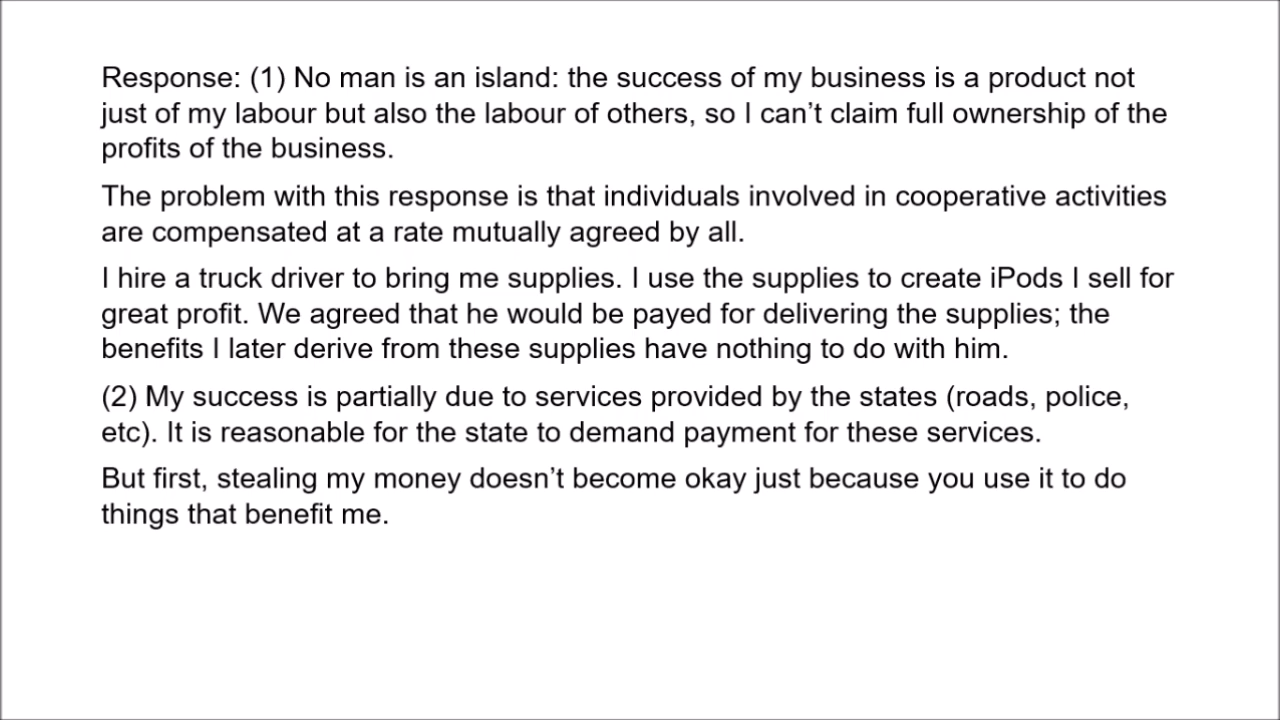 Response: (1) No man is an island: the success of my business is a product not
just of my labour but also the labour of others, so I can't claim full ownership of the
profits of the business.
The problem with this response is that individuals involved in cooperative activities
are compensated at a rate mutually agreed by all.
I hire a truck driver to bring me supplies. I use the supplies to create iPods I sell for
great profit. We agreed that he would be payed for delivering the supplies; the
benefits I later derive from these supplies have nothing to do with him.
(2) My success is partially due to services provided by the states (roads, police,
etc). It is reasonable for the state to demand payment for these services.
But first, stealing my money doesn't become okay just because you use it to do
things that benefit me.